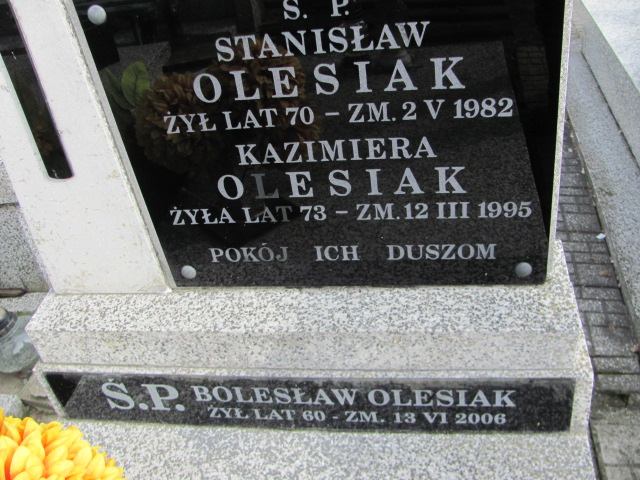 Ś. P.
STANISŁAW
OLESIAK
ŻYŁ LAT 70 – ZM. 2 V 1982
KAZIMIERA
OLESIAK
ŻYŁA LAT 73 – ZM. 12 III 1995
POKÓJ ICH DUSZOM
Ś.P. BOLESŁAW OLESIAK
ŻYŁ LAT 60 - ZM. 13 VI 2006